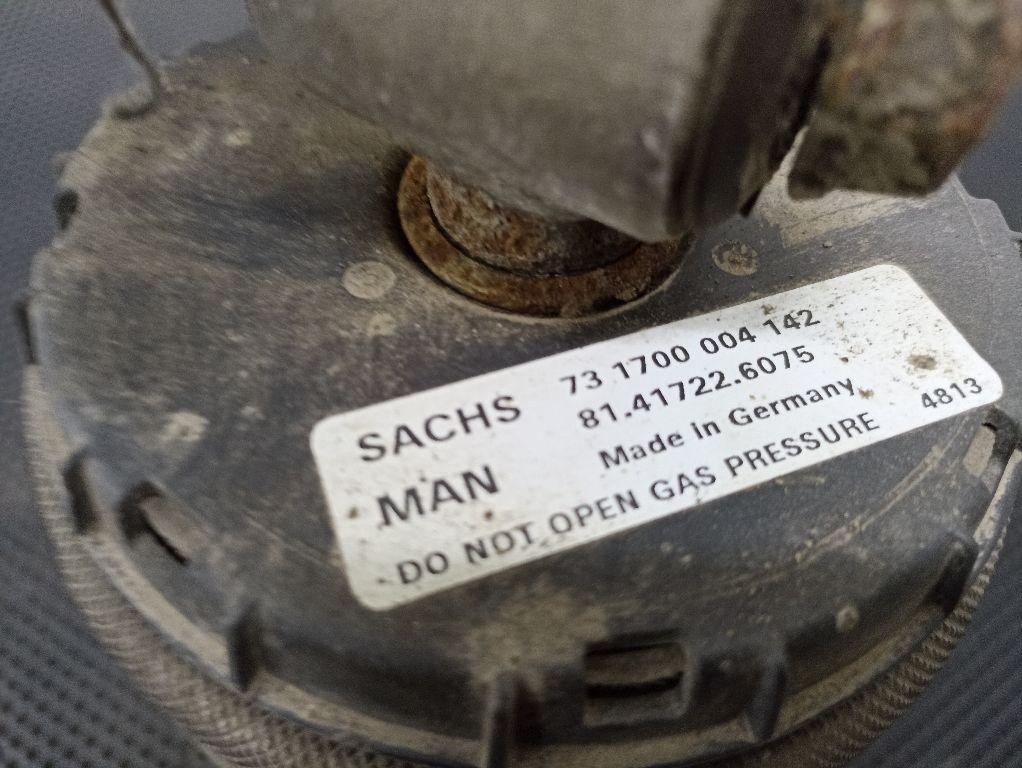 SACHS 73 1700 004 142
81.41722.6075
MAN Made in Germany
DO NOT OPEN GAS PRESSURE 4813